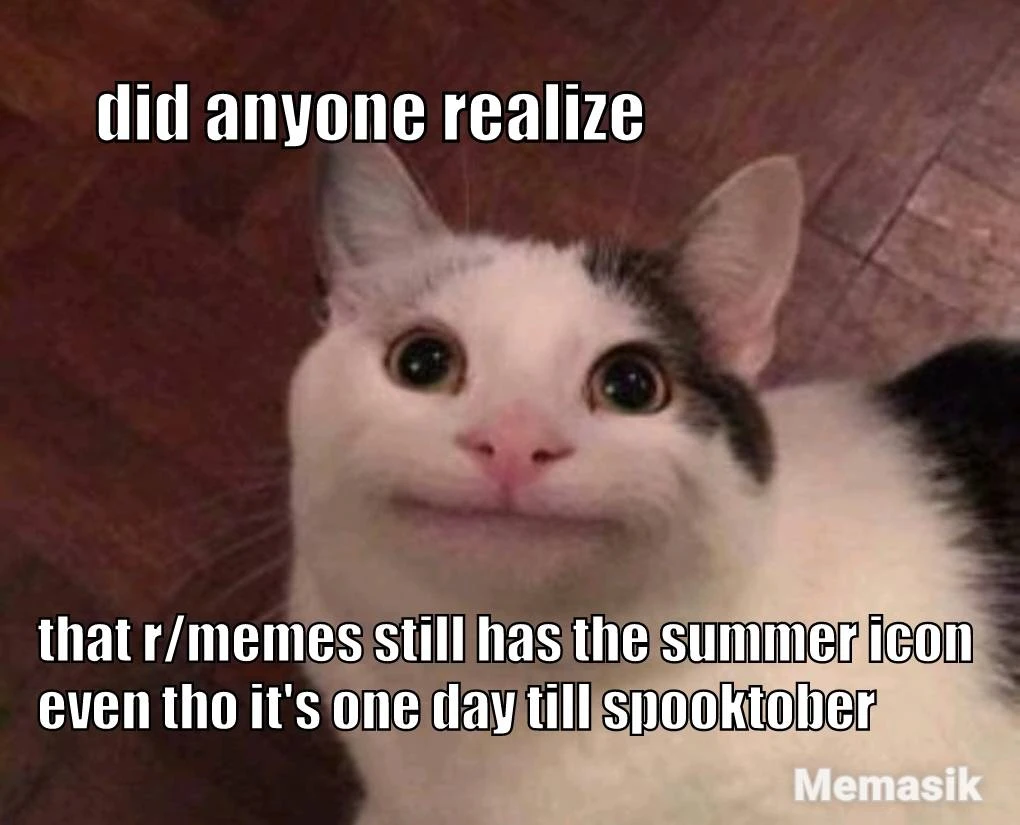 did anyone realize
that r/memes still has the summer icon
even tho it's one day till spooktober
Memasik